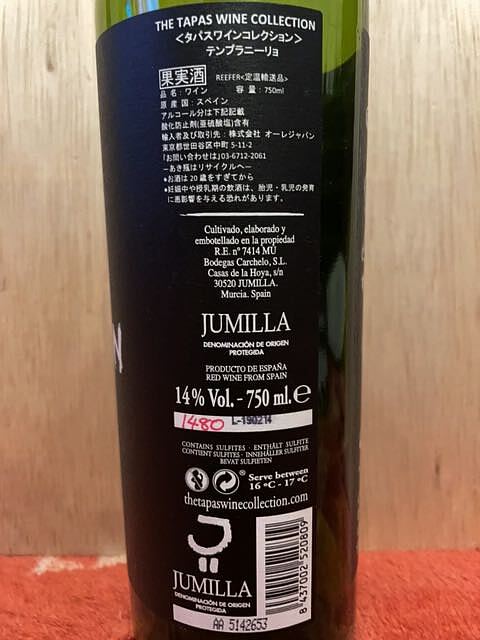 THE TAPAS WINE COLLECTION
<タパスワインコレクション>
テンプラニーリョ
果実酒 REEFER<定温輸送品>
品名：ワイン 容量：750ml
原産国：スペイン
アルコール分は下記記載
酸化防止剤(亜硫酸塩)含有
輸入者及び取引先：株式会社 オーレジャパン
東京都世田谷区中町 5-11-2
「お問い合わせは」03-6712-2061
―あき瓶はリサイクルへ―
●お酒は 20 歳をすぎてから
●妊娠中や授乳期の飲酒は、胎児・乳児の発育
に悪影響を与える恐れがあります。
Cultivado, elaborado y
embotellado en la propiedad
R.E. nº 7414 MU
Bodegas Carchelo, S.L.
Casas de la Hoya, s/n
30520 JUMILLA.
Murcia. Spain
JUMILLA
DENOMINACIÓN DE ORIGEN
PROTEGIDA
PRODUCTO DE ESPAÑA
RED WINE FROM SPAIN
14% Vol. - 750 ml. e
1480 L-190214
CONTAINS SULFITES - ENTHÄLT SULFITE
CONTIENT SULFITES - INNEHÅLLER SULFITER
BEVAT SULFIETEN
Serve between
16 ºC - 17 ºC
thetapaswinecollection.com
JUMILLA
DENOMINACIÓN DE ORIGEN
PROTEGIDA
AA 5142653
8 437002 520809
N